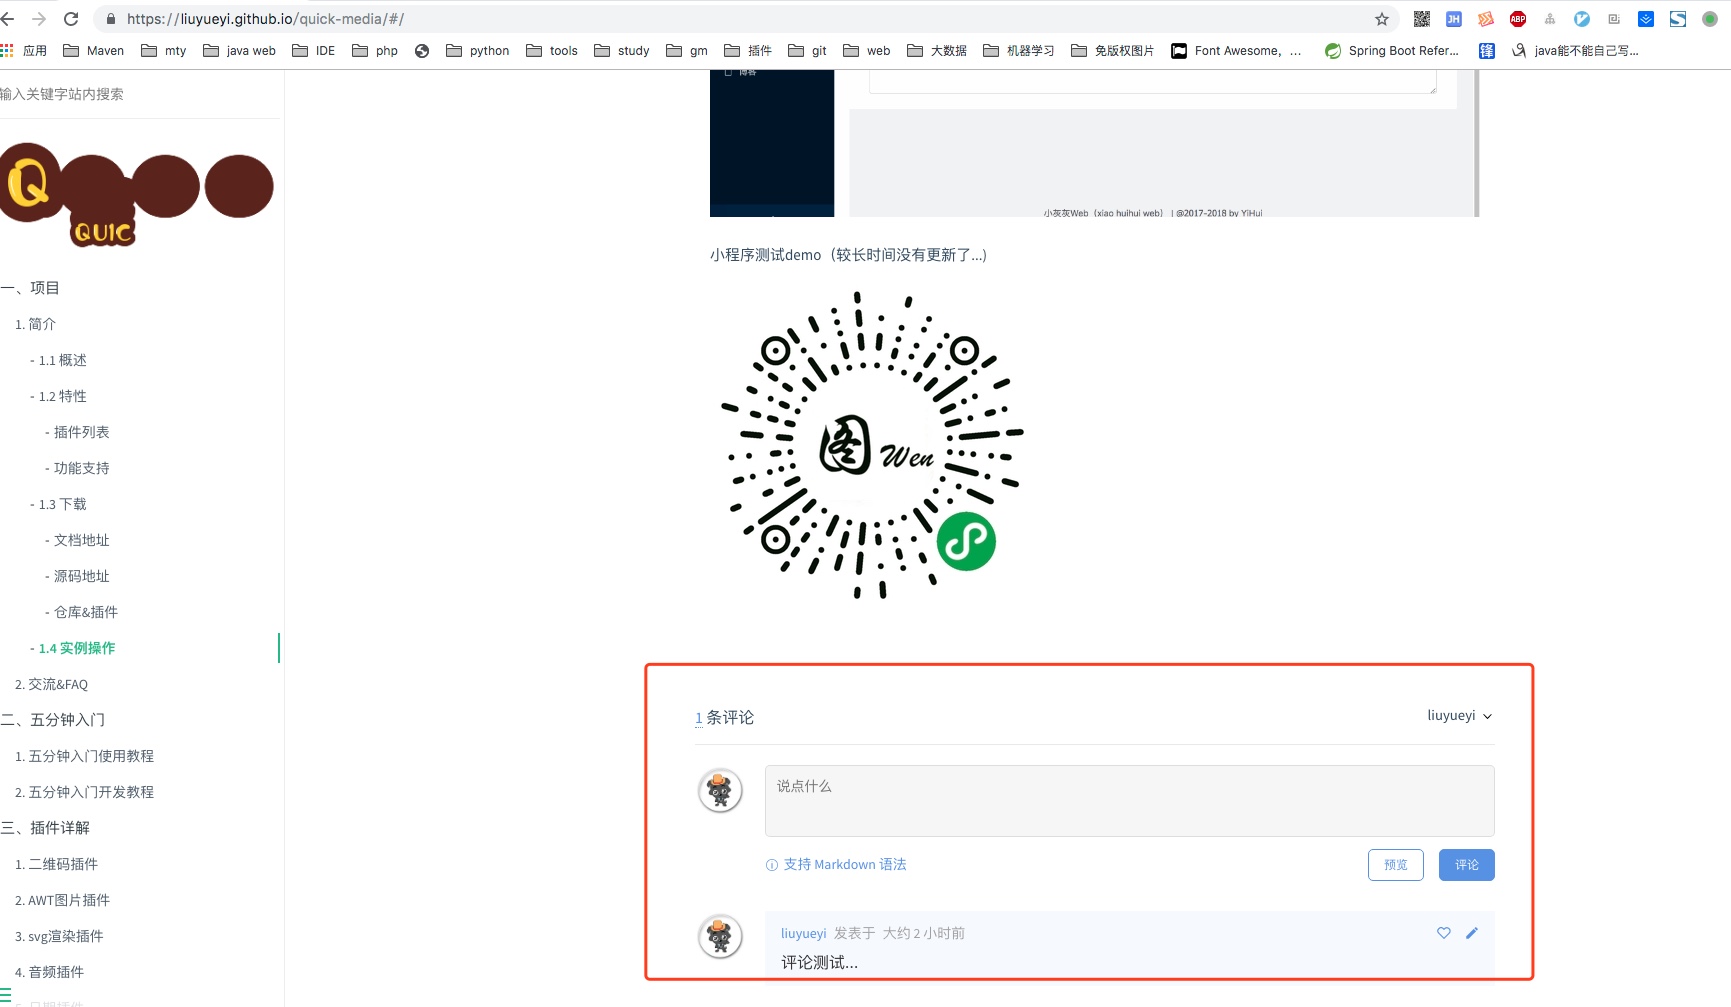 https://liuyueyi.github.io/quick-media/#/
JH
ABP
应用 Maven mty java web IDE php python tools study gm 插件 git web 大数据 机器学习 免版权图片 Font Awesome, ... Spring Boot Refer... 锋 java能不能自己写...
输入关键字站内搜索
博客
小灰灰Web（xiao huihui web） | @2017-2018 by YiHui
Q
QUIC
小程序测试demo（较长时间没有更新了...)
图 Wen
一、项目
1. 简介
- 1.1 概述
- 1.2 特性
- 插件列表
- 功能支持
- 1.3 下载
- 文档地址
- 源码地址
- 仓库&插件
- 1.4 实例操作
2. 交流&FAQ
二、五分钟入门
1. 五分钟入门使用教程
2. 五分钟入门开发教程
三、插件详解
1. 二维码插件
2. AWT图片插件
3. svg渲染插件
4. 音频插件
1 条评论
liuyueyi
说点什么
支持 Markdown 语法
预览
评论
liuyueyi 发表于 大约 2 小时前
评论测试...